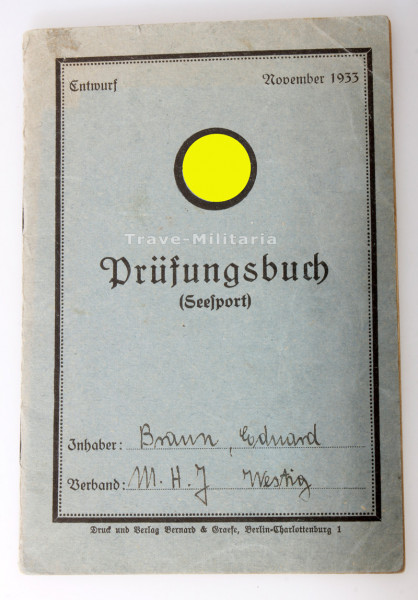 Entwurf November 1933
Trave-Militaria
Prüfungsbuch
(Seesport)
Inhaber: Braun, Eduard
Verband: M. H. J Westig
Druck und Verlag Bernard & Graefe, Berlin-Charlottenburg 1